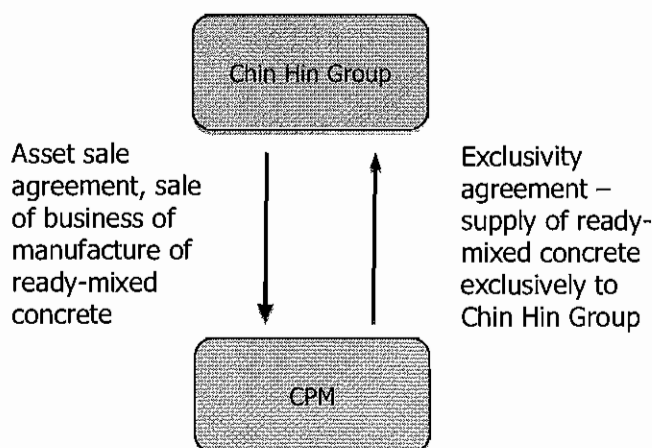 Chin Hin Group
Asset sale
agreement, sale
of business of
manufacture of
ready-mixed
concrete
Exclusivity
agreement –
supply of ready-
mixed concrete
exclusively to
Chin Hin Group
CPM